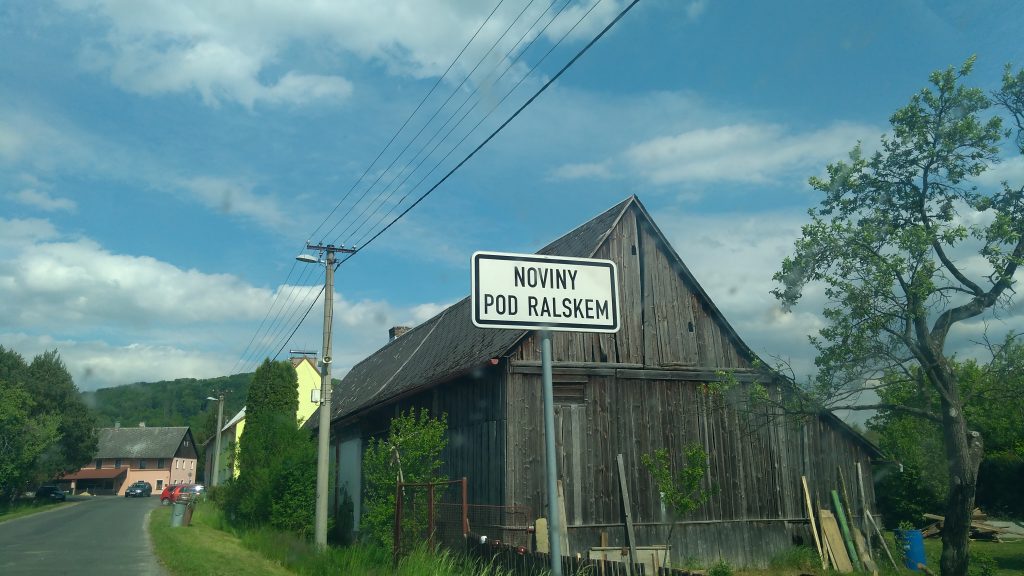 NOVINY
POD RALSKEM